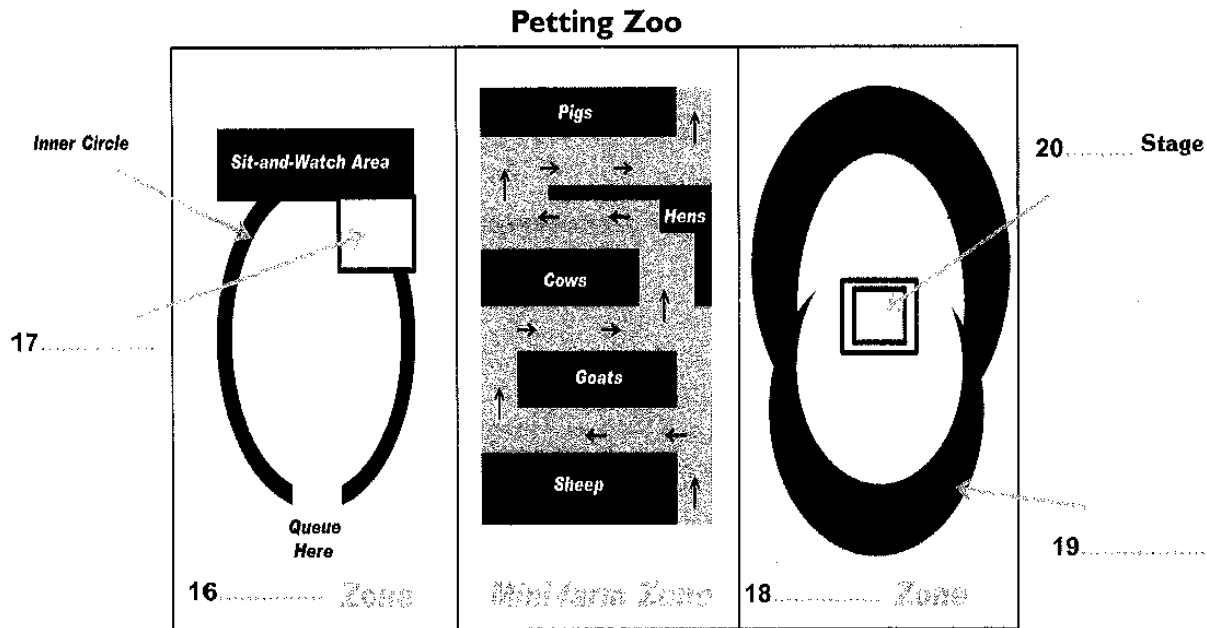 Petting Zoo
Inner Circle
Sit-and-Watch Area
17
Queue
Here
16 Zone
Pigs
Hens
Cows
Goats
Sheep
Mini-farm Zone
20 Stage
19
18 Zone